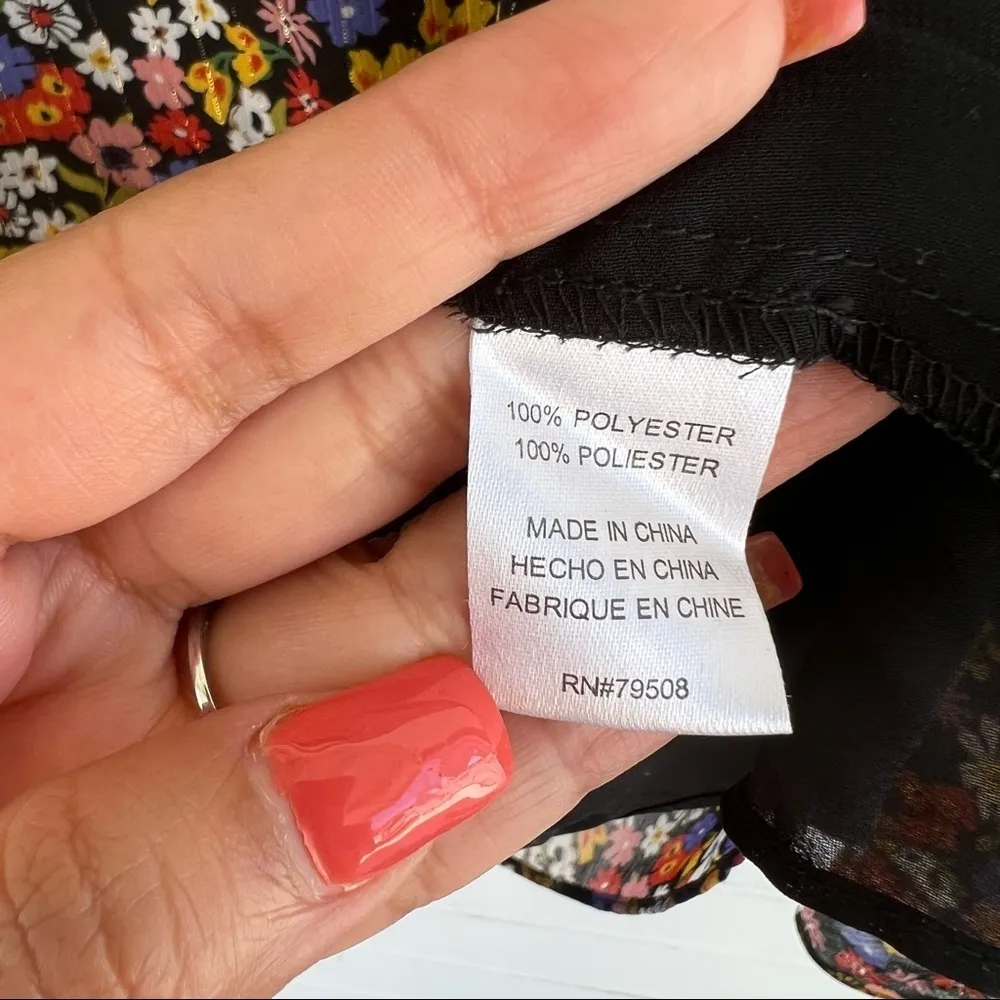 100% POLYESTER
100% POLIESTER
MADE IN CHINA
HECHO EN CHINA
FABRIQUE EN CHINE
RN#79508